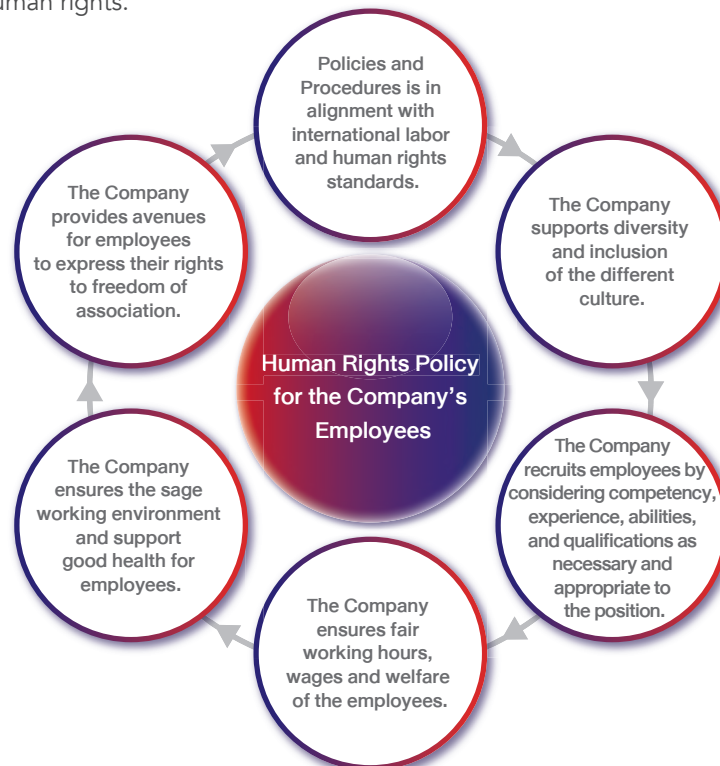 uman rights.
Policies and
Procedures is in
alignment with
international labor
and human rights
standards.
The Company
supports diversity
and inclusion
of the different
culture.
The Company
recruits employees by
considering competency,
experience, abilities,
and qualifications as
necessary and
appropriate to
the position.
The Company
ensures fair
working hours,
wages and welfare
of the employees.
The Company
ensures the sage
working environment
and support
good health for
employees.
The Company
provides avenues
for employees
to express their rights
to freedom of
association.
Human Rights Policy
for the Company's
Employees